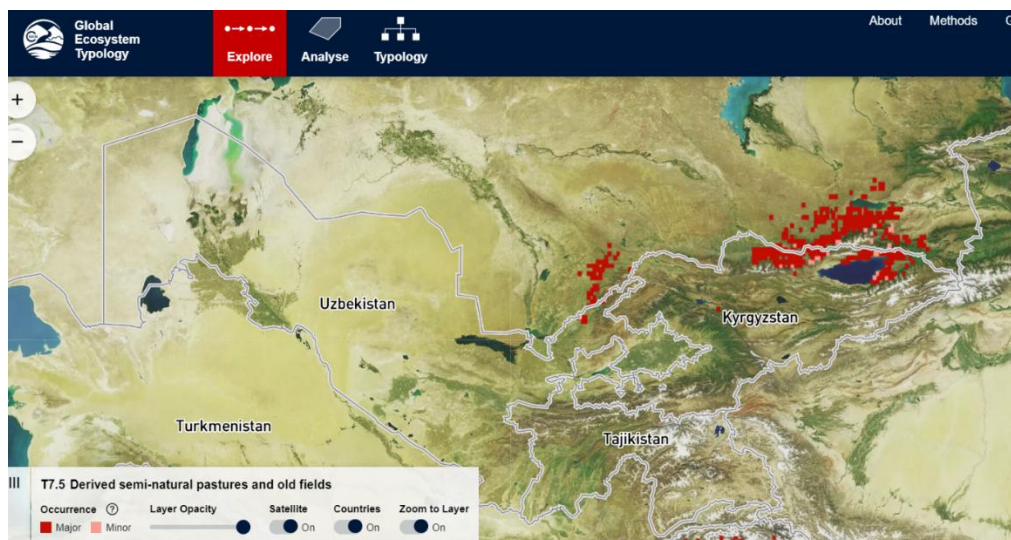 Global
Ecosystem
Typology
Explore
Analyse
Typology
About
Methods
G
+
−
Uzbekistan
Kyrgyzstan
Turkmenistan
Tajikistan
T7.5 Derived semi-natural pastures and old fields
Occurrence ? Layer Opacity Satellite Countries Zoom to Layer
Major Minor On On On